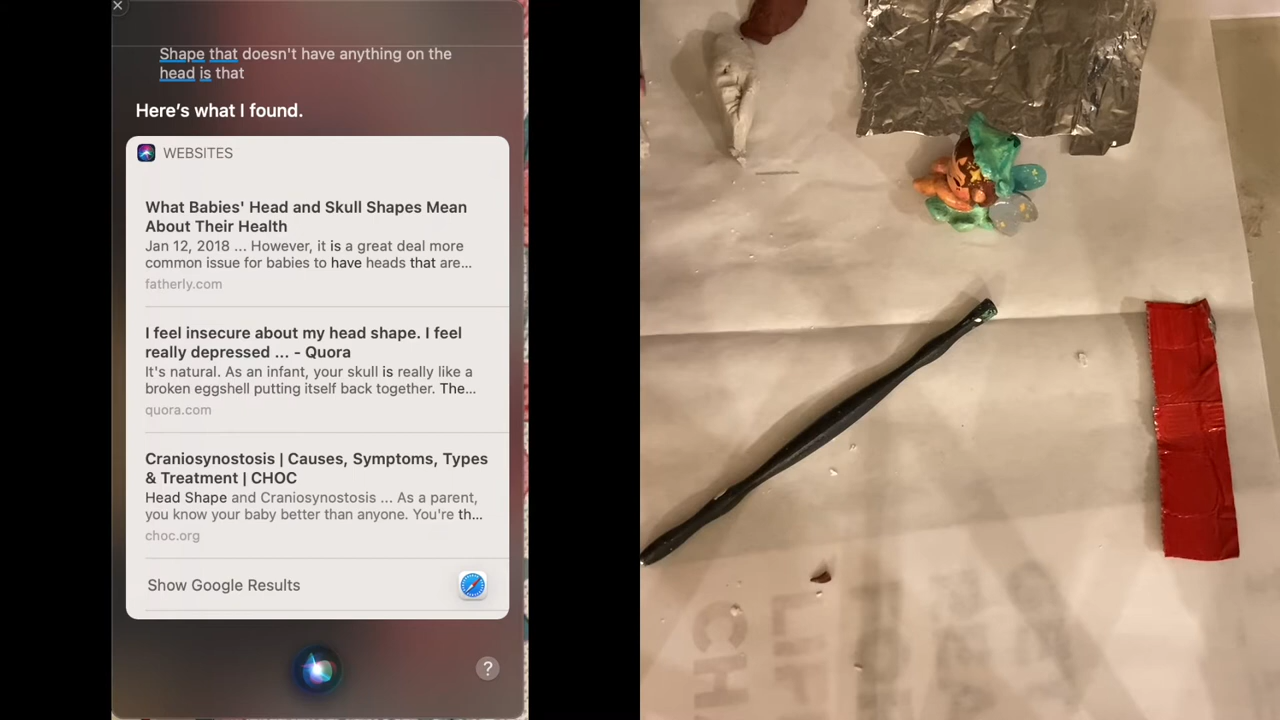 Shape that doesn't have anything on the
head is that
Here's what I found.
WEBSITES
What Babies' Head and Skull Shapes Mean
About Their Health
Jan 12, 2018 ... However, it is a great deal more
common issue for babies to have heads that are...
fatherly.com
I feel insecure about my head shape. I feel
really depressed ... - Quora
It's natural. As an infant, your skull is really like a
broken eggshell putting itself back together. The...
quora.com
Craniosynostosis | Causes, Symptoms, Types
& Treatment | CHOC
Head Shape and Craniosynostosis ... As a parent,
you know your baby better than anyone. You're th...
choc.org
Show Google Results
?